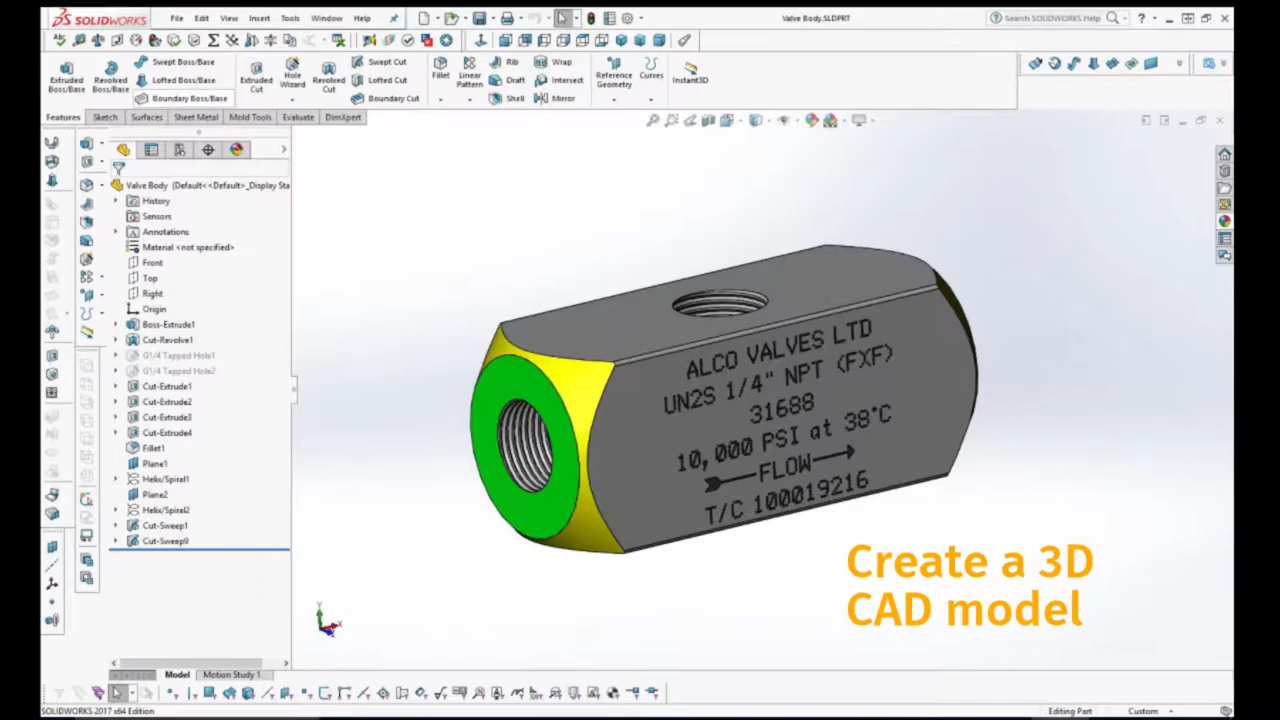 SOLIDWORKS
File Edit View Insert Tools Window Help
Valve Body.SLDPRT
Search SOLIDWORKS Help
Extruded Boss/Base
Revolved Boss/Base
Swept Boss/Base
Lofted Boss/Base
Boundary Boss/Base
Extruded Cut
Hole Wizard
Revolved Cut
Swept Cut
Lofted Cut
Boundary Cut
Fillet
Linear Pattern
Rib
Draft
Shell
Wrap
Intersect
Mirror
Reference Geometry
Curves
Instant3D
Features Sketch Surfaces Sheet Metal Mold Tools Evaluate DimXpert
Valve Body (Default<<Default>_Display Sta
History
Sensors
Annotations
Material <not specified>
Front
Top
Right
Origin
Boss-Extrude1
Cut-Revolve1
G1/4 Tapped Hole1
G1/4 Tapped Hole2
Cut-Extrude1
Cut-Extrude2
Cut-Extrude3
Cut-Extrude4
Fillet1
Plane1
Helix/Spiral1
Plane2
Helix/Spiral2
Cut-Sweep1
Cut-Sweep9
ALCO VALVES LTD
UN2S 1/4" NPT (FXF)
31688
10,000 PSI at 38°C
FLOW
T/C 100019216
Create a 3D
CAD model
Model Motion Study 1
SOLIDWORKS 2017 x64 Edition
Editing Part
Custom